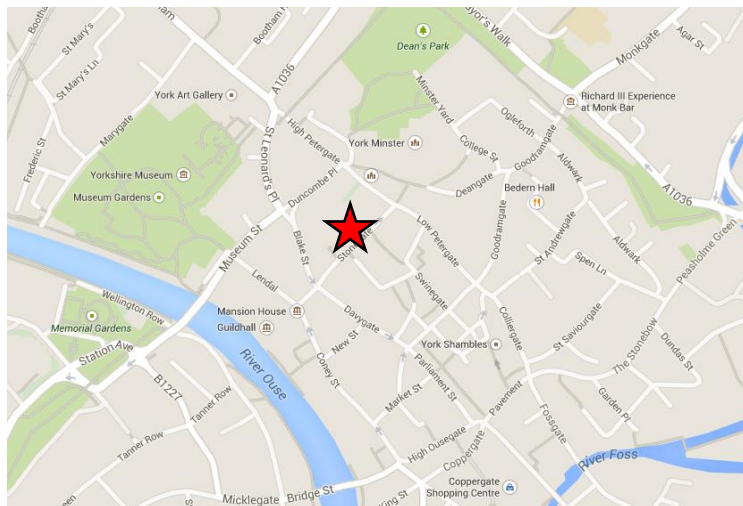 Booth
St Mary's
Bootham R
Dean's Park
yor's Walk
Agar St
Monkgate
St Mary's Ln
A1036
York Art Gallery
Minster Yard
Richard III Experience
at Monk Bar
Marygate
Ogleforth
Frederic St
St Leonard's Pl
High Petergate
York Minster
College St
Goodramgate
Aldwark
Yorkshire Museum
Duncombe Pl
Deangate
Bedern Hall
A1036
Museum Gardens
Museum St
Blake St
Stonegate
Low Petergate
Goodramgate
St Andrewgate
Aldwark
Peasholme Green
Lendal
Swinegate
Spen Ln
Wellington Row
Mansion House
Guildhall
Davygate
Colliergate
St Saviourgate
Memorial Gardens
New St
York Shambles
The Stonebow
Dundas St
Station Ave
River Ouse
Coney St
Parliament St
B1227
Market St
Pavement
Garden Pl
Tanner Row
Fossgate
Tanner Row
High Ousegate
Coppergate
River Foss
een
Micklegate
Bridge St
King St
Coppergate
Shopping Centre